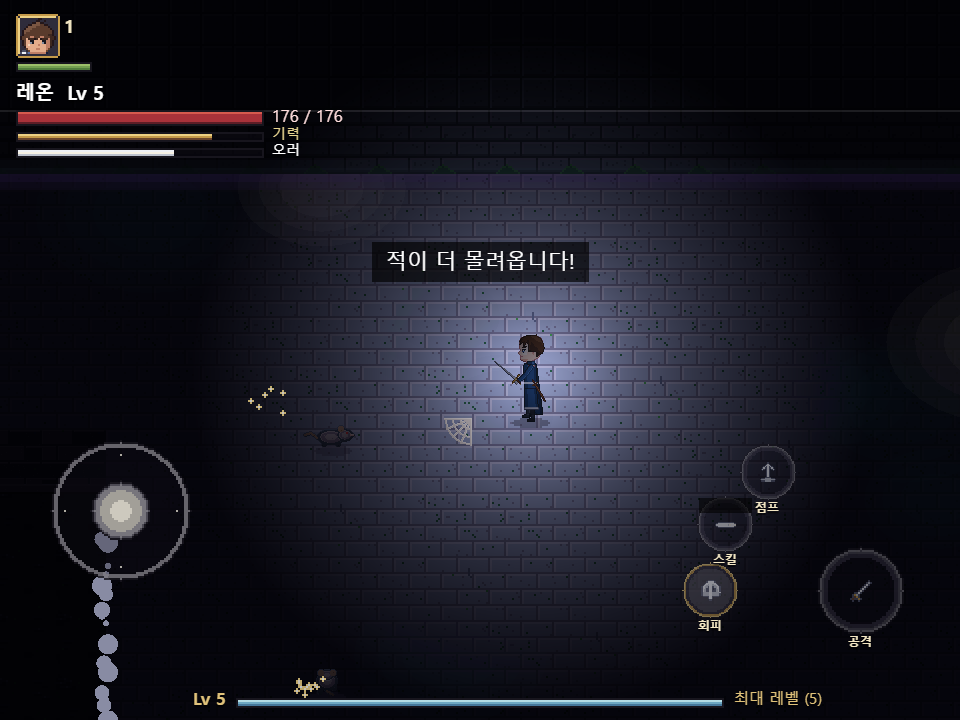 1
레온 Lv 5
176 / 176
기력
오러
적이 더 몰려옵니다!
점프
스킬
회피
공격
Lv 5
최대 레벨 (5)